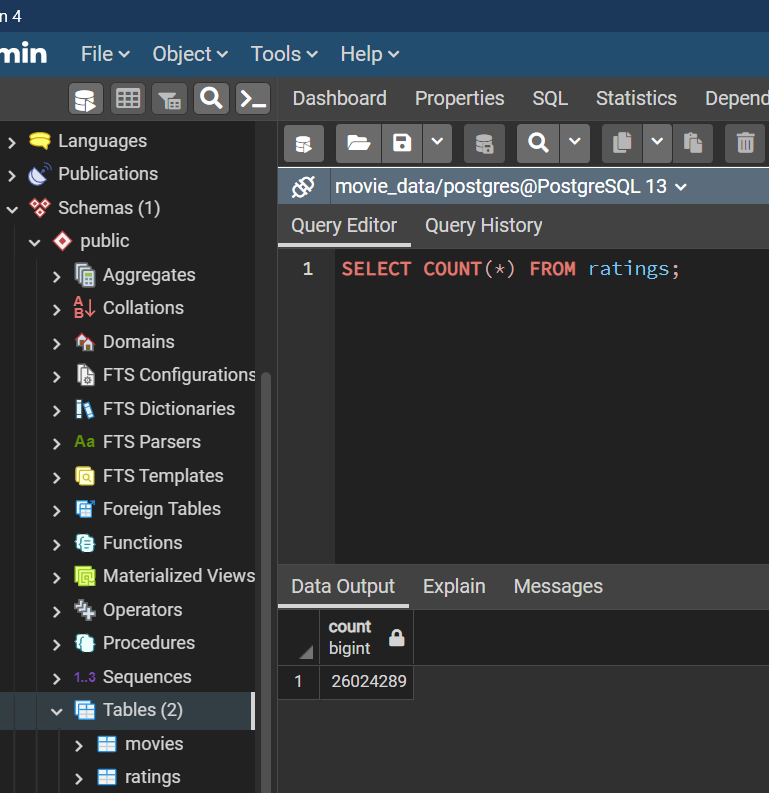 n 4
min File Object Tools Help
Dashboard Properties SQL Statistics Depend
Languages
Publications
Schemas (1)
public
Aggregates
Collations
Domains
FTS Configurations
FTS Dictionaries
Aa FTS Parsers
FTS Templates
Foreign Tables
Functions
Materialized Views
Operators
Procedures
1..3 Sequences
Tables (2)
movies
ratings
movie_data/postgres@PostgreSQL 13
Query Editor Query History
1 SELECT COUNT(*) FROM ratings;
Data Output Explain Messages
count
bigint
1 26024289